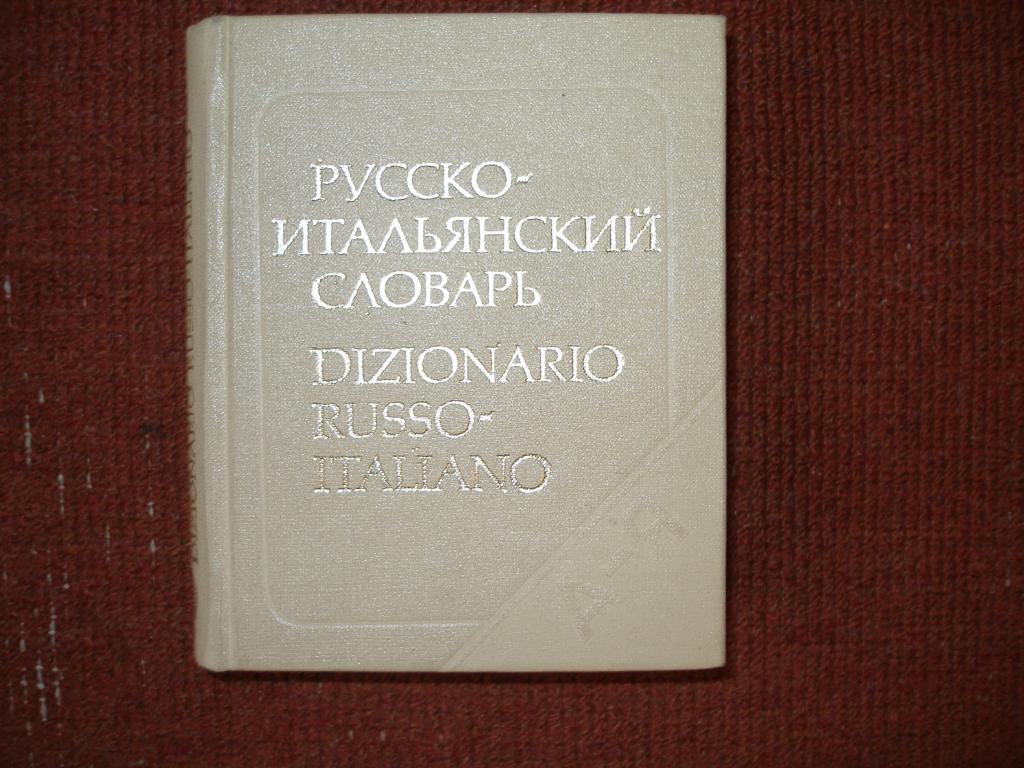 РУССКО-
ИТАЛЬЯНСКИЙ
СЛОВАРЬ
DIZIONARIO
RUSSO-
ITALIANO
А-Я